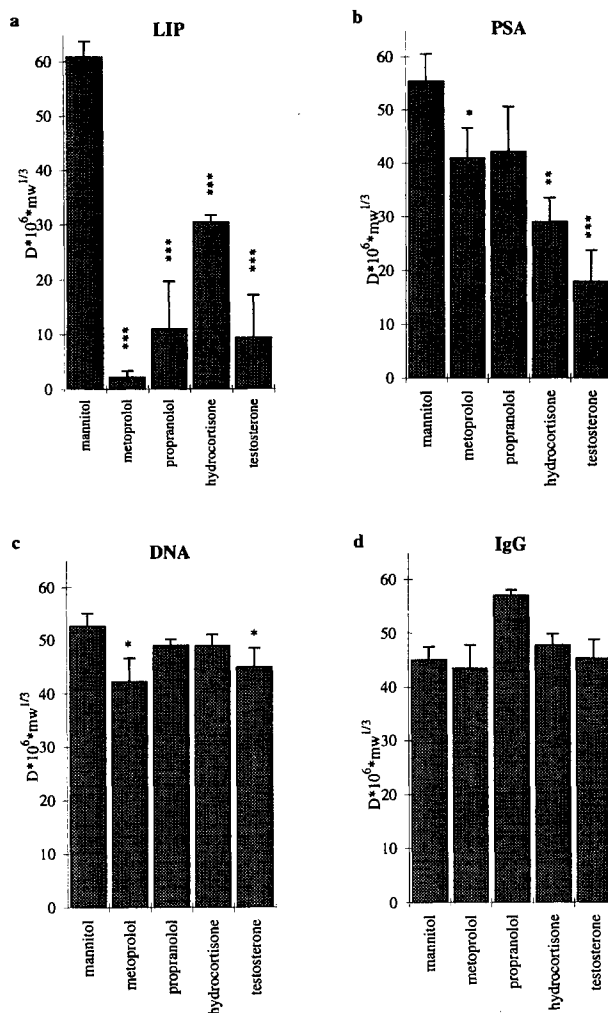 a
LIP
60
50
40
30
20
10
0
D*10^6*mw^1/3
***
***
***
***
mannitol
metoprolol
propranolol
hydrocortisone
testosterone
b
PSA
60
50
40
30
20
10
0
D*10^6*mw^1/3
*
**
***
mannitol
metoprolol
propranolol
hydrocortisone
testosterone
c
DNA
60
50
40
30
20
10
0
D*10^6*mw^1/3
*
*
mannitol
metoprolol
propranolol
hydrocortisone
testosterone
d
IgG
60
50
40
30
20
10
0
D*10^6*mw^1/3
mannitol
metoprolol
propranolol
hydrocortisone
testosterone